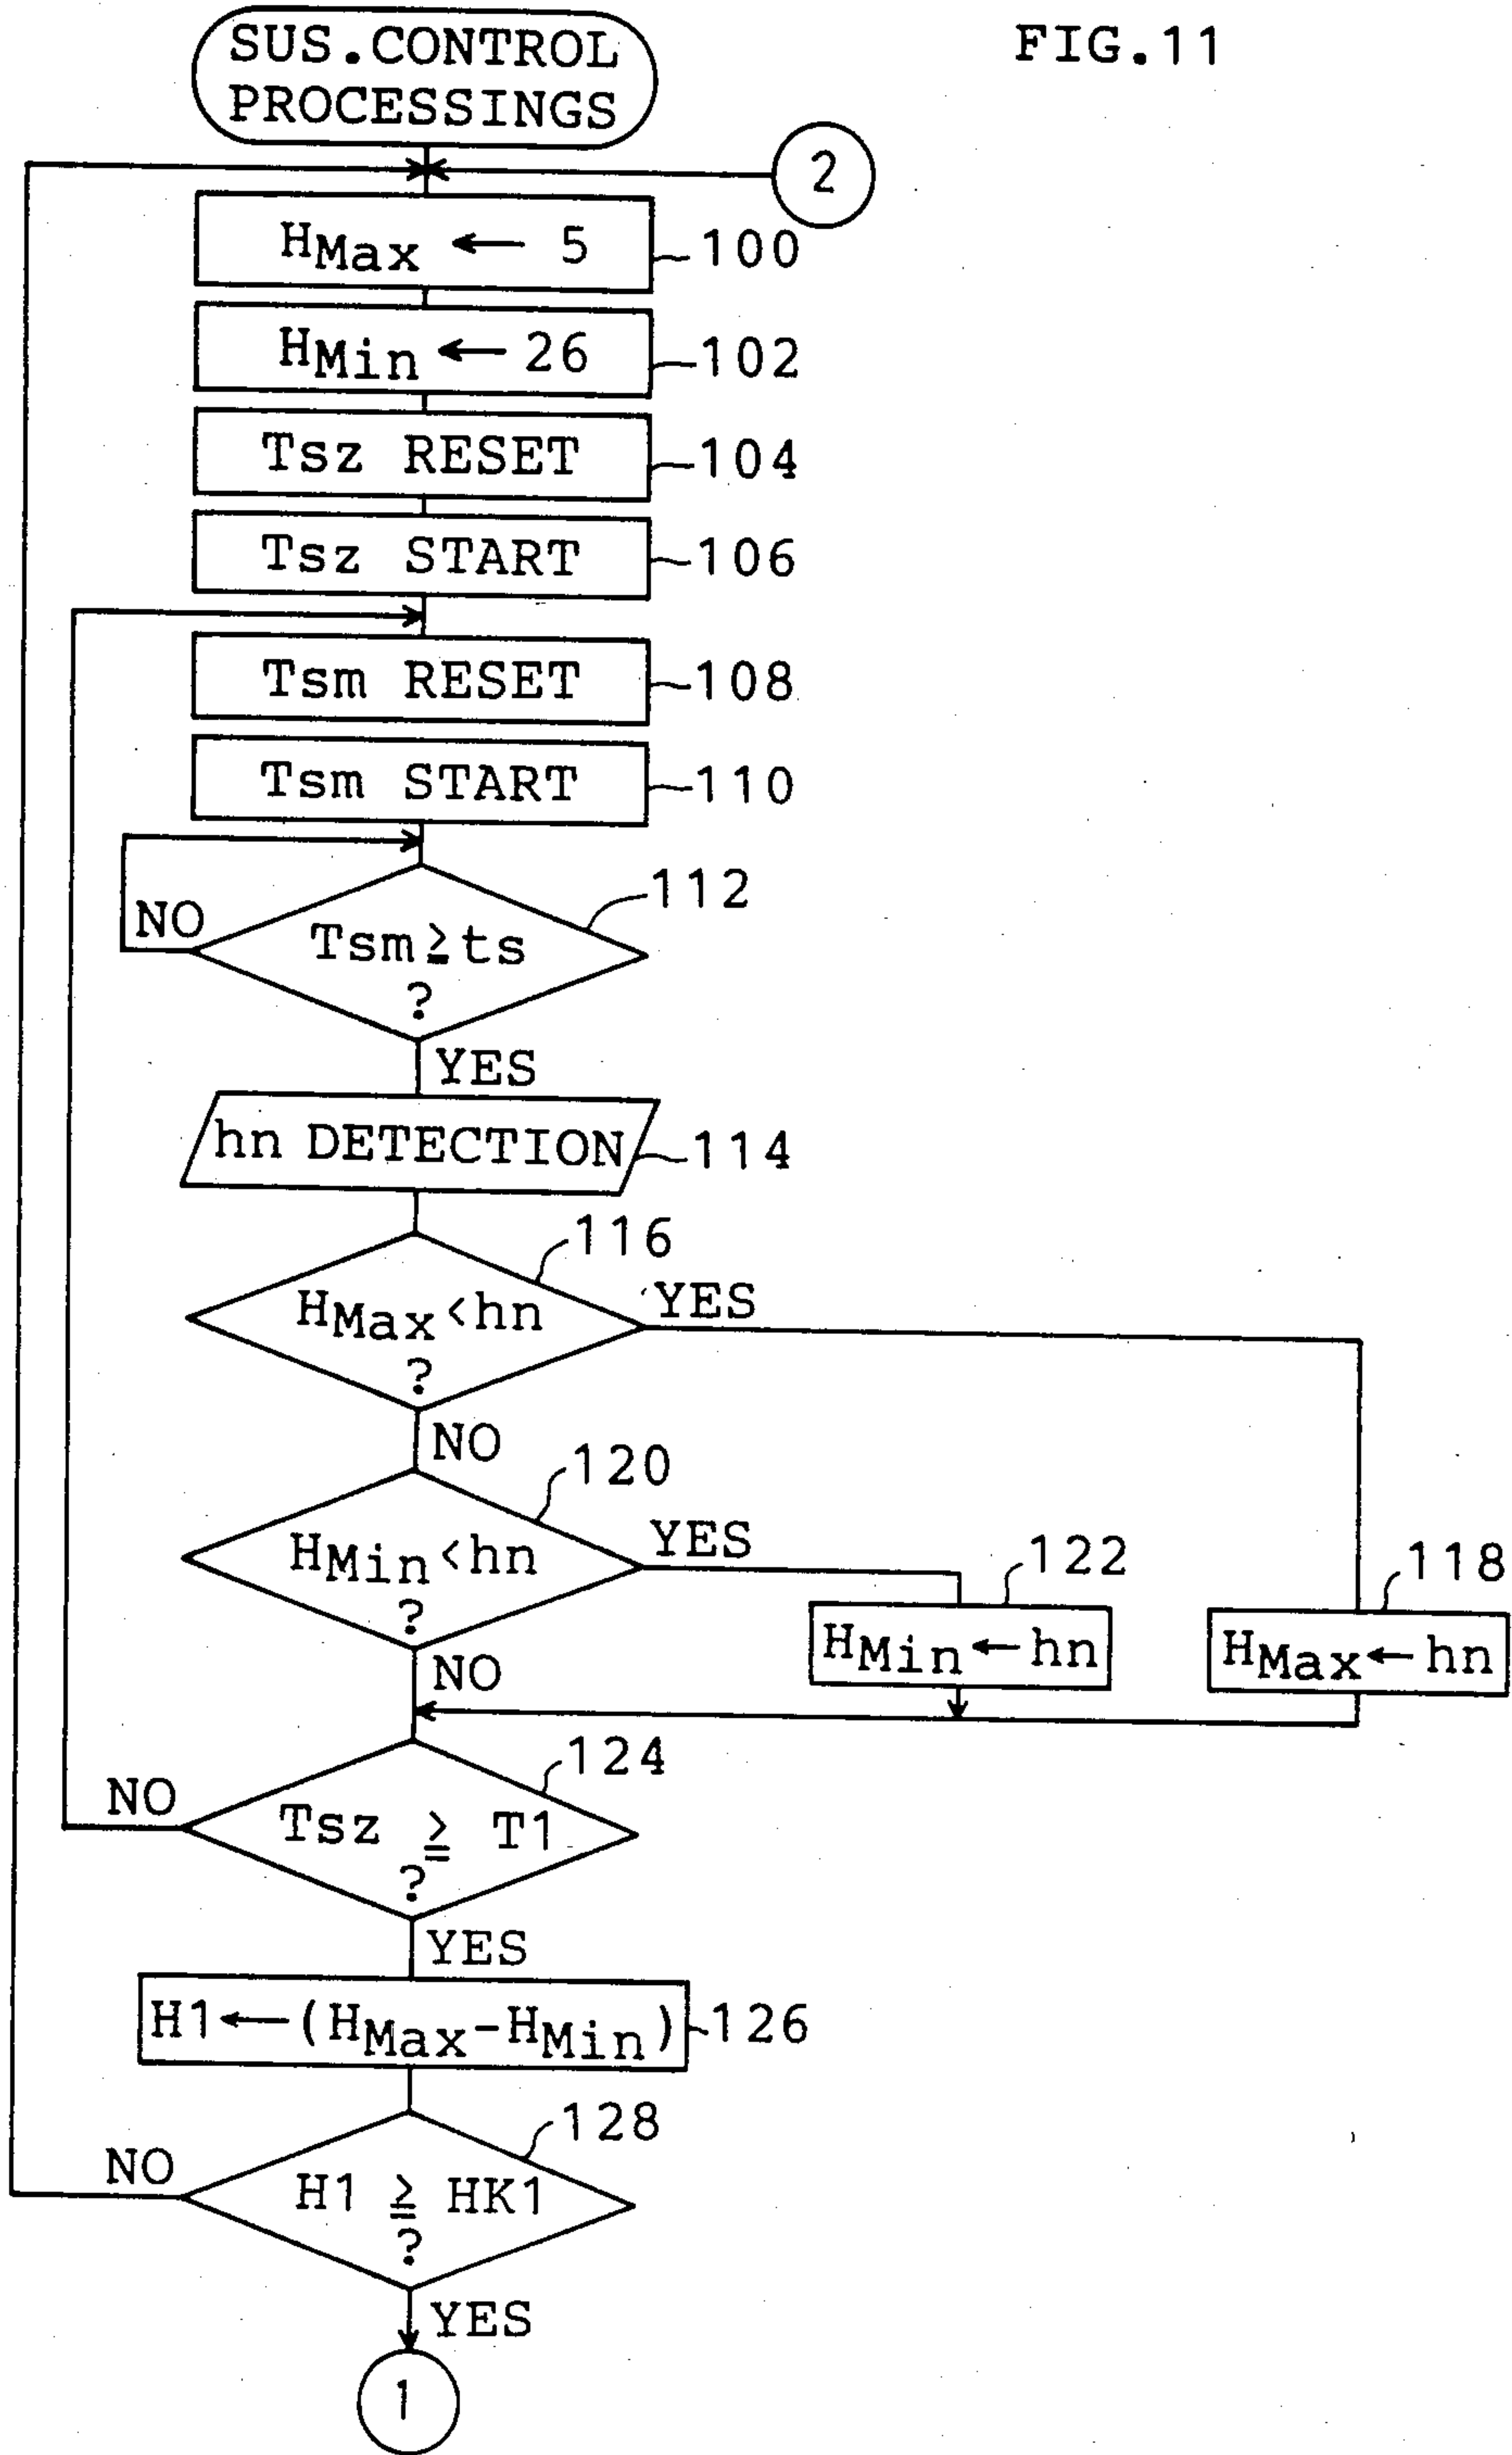 SUS.CONTROL
PROCESSINGS
FIG.11
2
HMax ← 5
100
HMin ← 26
102
Tsz RESET
104
Tsz START
106
Tsm RESET
108
Tsm START
110
112
NO
Tsm≧ts
?
YES
hn DETECTION
114
116
HMax<hn
?
YES
NO
120
HMin<hn
?
YES
122
118
HMin←hn
HMax←hn
NO
124
NO
Tsz ≧ T1
?
YES
H1←(HMax-HMin)
126
128
NO
H1 ≧ HK1
?
YES
1